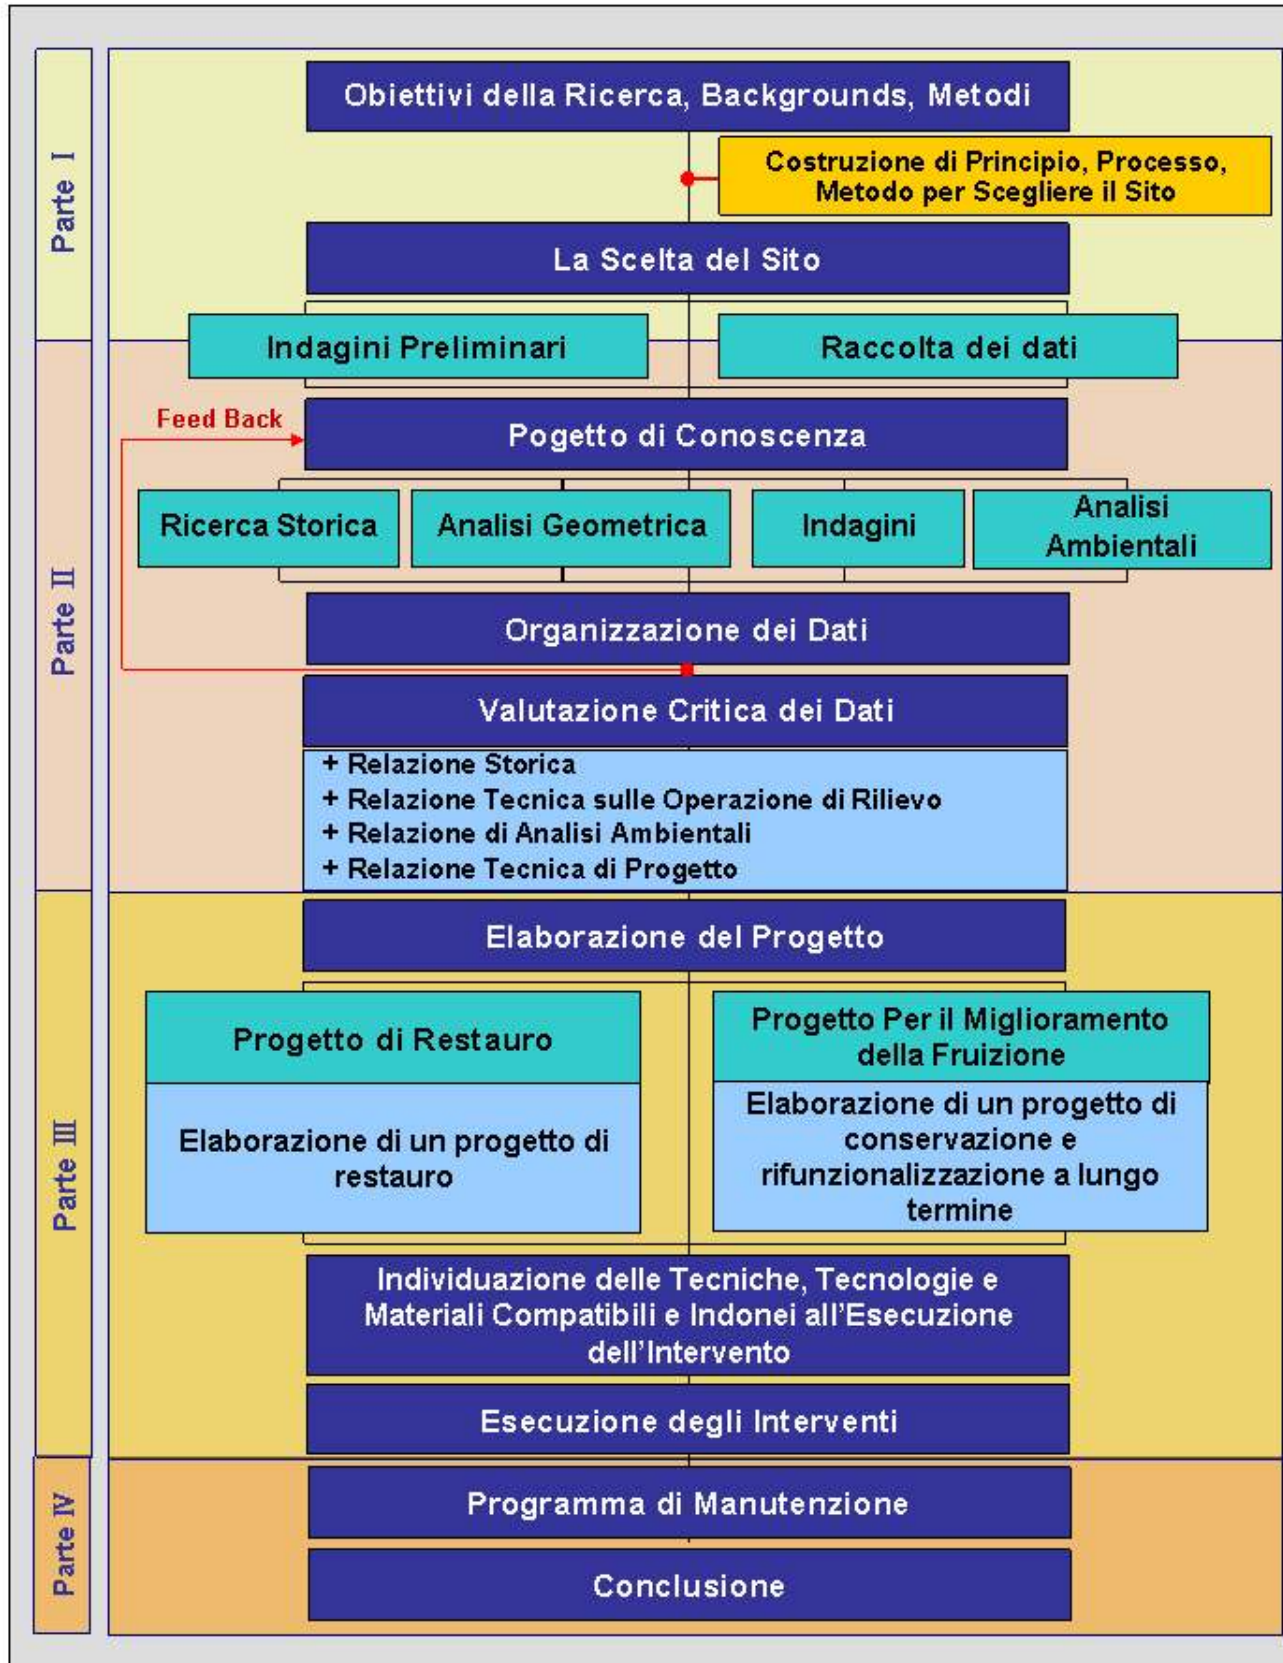 Parte I
Obiettivi della Ricerca, Backgrounds, Metodi
Costruzione di Principio, Processo,
Metodo per Scegliere il Sito
La Scelta del Sito
Indagini Preliminari
Raccolta dei dati
Parte II
Feed Back
Pogetto di Conoscenza
Ricerca Storica
Analisi Geometrica
Indagini
Analisi
Ambientali
Organizzazione dei Dati
Valutazione Critica dei Dati
+ Relazione Storica
+ Relazione Tecnica sulle Operazione di Rilievo
+ Relazione di Analisi Ambientali
+ Relazione Tecnica di Progetto
Parte III
Elaborazione del Progetto
Progetto di Restauro
Elaborazione di un progetto di
restauro
Progetto Per il Miglioramento
della Fruizione
Elaborazione di un progetto di
conservazione e
rifunzionalizzazione a lungo
termine
Individuazione delle Tecniche, Tecnologie e
Materiali Compatibili e Indonei all'Esecuzione
dell'Intervento
Esecuzione degli Interventi
Parte IV
Programma di Manutenzione
Conclusione